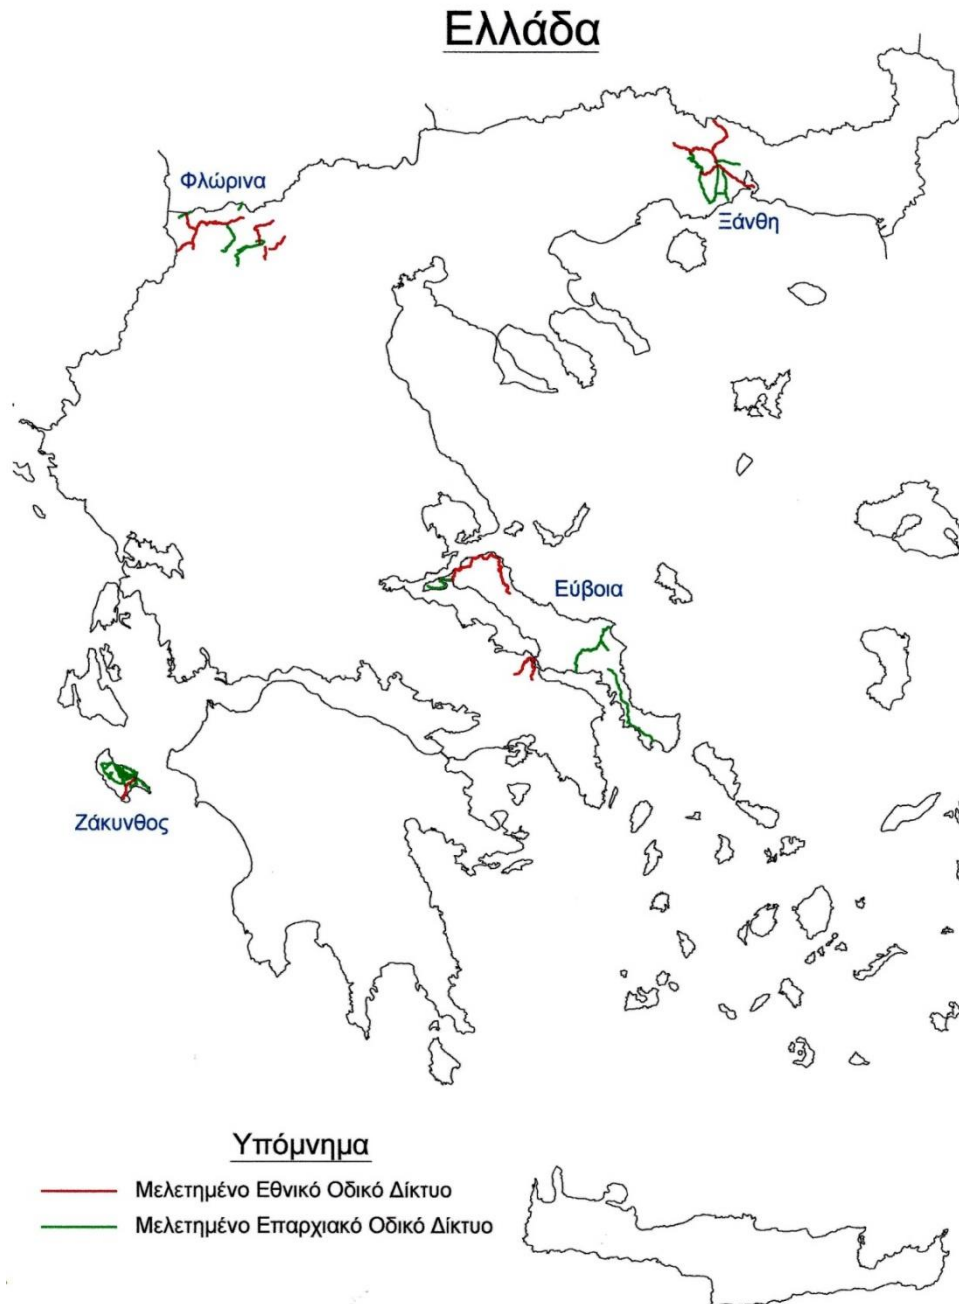 Ελλάδα
Φλώρινα
Ξάνθη
Εύβοια
Ζάκυνθος
Υπόμνημα
Μελετημένο Εθνικό Οδικό Δίκτυο
Μελετημένο Επαρχιακό Οδικό Δίκτυο